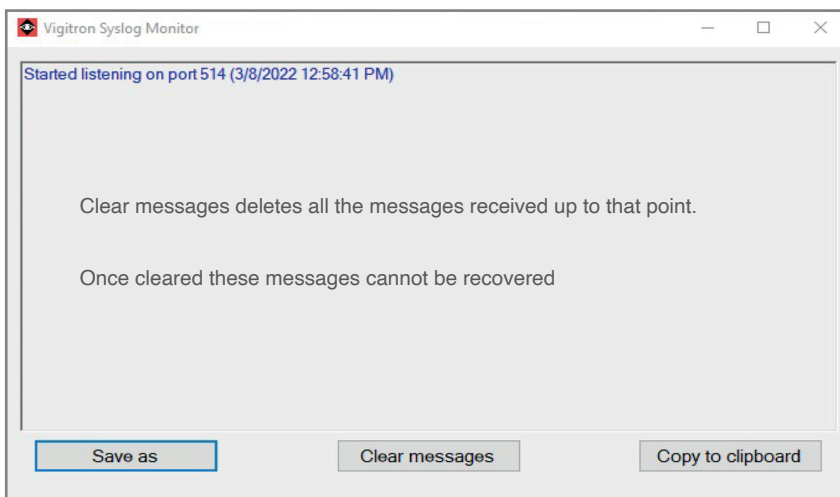 Vigitron Syslog Monitor
Started listening on port 514 (3/8/2022 12:58:41 PM)
Clear messages deletes all the messages received up to that point.
Once cleared these messages cannot be recovered
Save as
Clear messages
Copy to clipboard